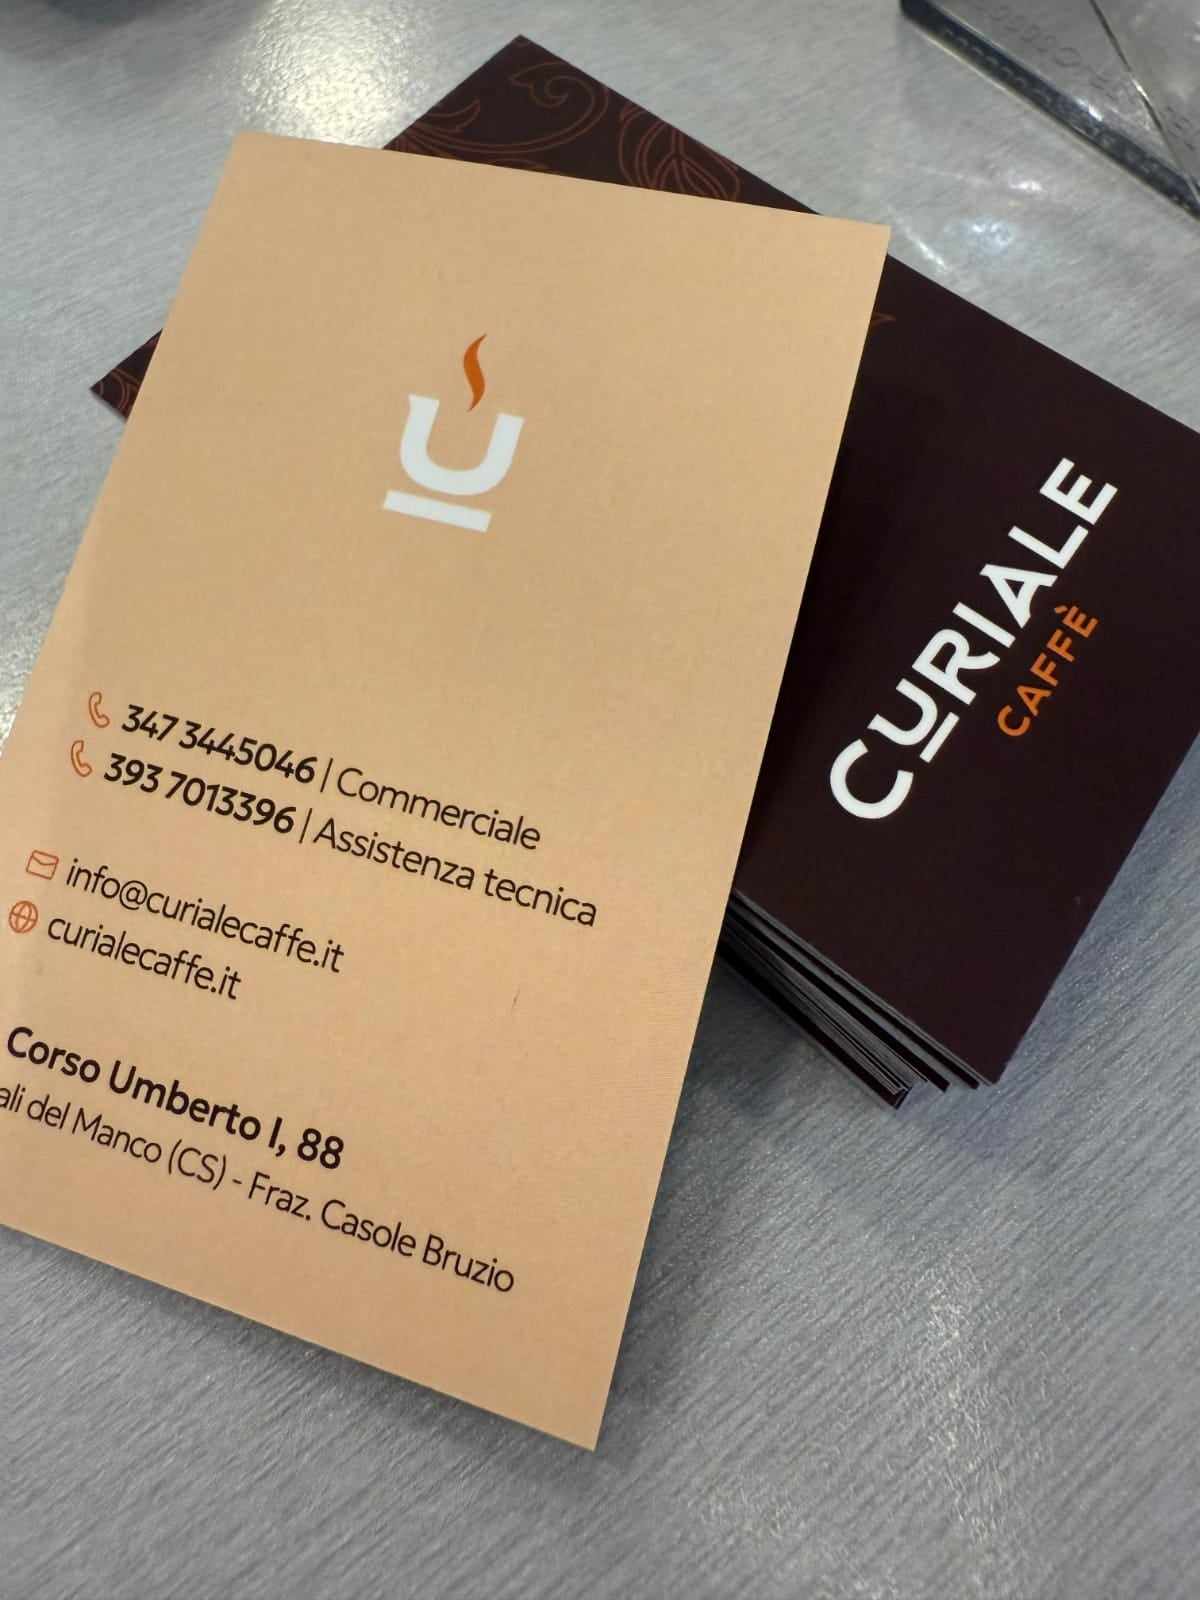 347 3445046 | Commerciale
393 7013396 | Assistenza tecnica
info@curialecaffe.it
curialecaffe.it
Corso Umberto I, 88
del Manco (CS) - Fraz. Casole Bruzio
CURIALE
CAFFÈ